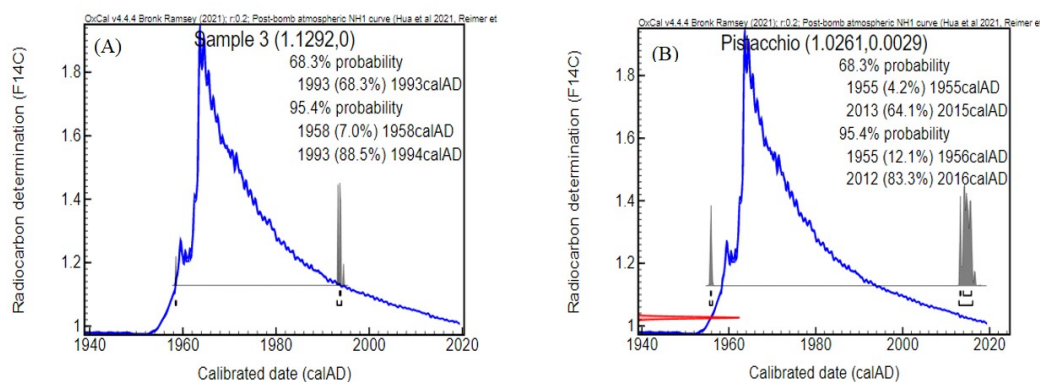 OxCal v4.4.4 Bronk Ramsey (2021); r:0.2; Post-bomb atmospheric NH1 curve (Hua et al 2021, Reimer et
(A)
Sample 3 (1.1292,0)
68.3% probability
1993 (68.3%) 1993calAD
95.4% probability
1958 (7.0%) 1958calAD
1993 (88.5%) 1994calAD
Radiocarbon determination (F14C)
1.8
1.6
1.4
1.2
1
1940
1960
1980
2000
2020
Calibrated date (calAD)
OxCal v4.4.4 Bronk Ramsey (2021); r:0.2; Post-bomb atmospheric NH1 curve (Hua et al 2021, Reimer et
(B)
Pistacchio (1.0261,0.0029)
68.3% probability
1955 (4.2%) 1955calAD
2013 (64.1%) 2015calAD
95.4% probability
1955 (12.1%) 1956calAD
2012 (83.3%) 2016calAD
Radiocarbon determination (F14C)
1.8
1.6
1.4
1.2
1
1940
1960
1980
2000
2020
Calibrated date (calAD)